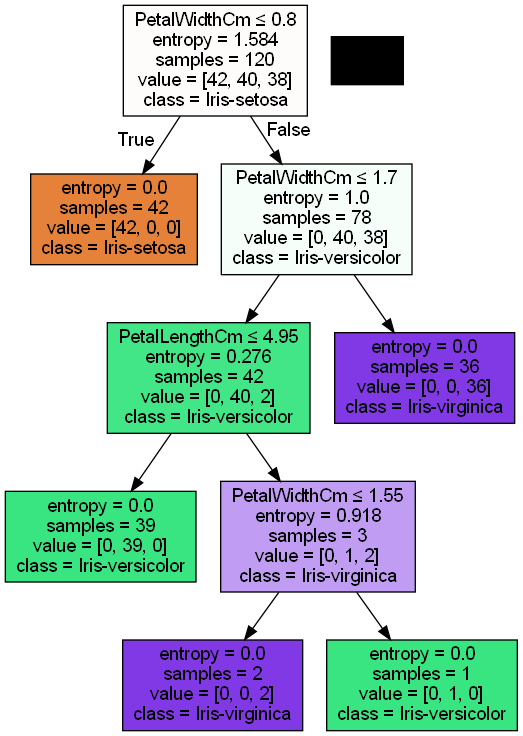 PetalWidthCm ≤ 0.8
entropy = 1.584
samples = 120
value = [42, 40, 38]
class = Iris-setosa
True
False
entropy = 0.0
samples = 42
value = [42, 0, 0]
class = Iris-setosa
PetalWidthCm ≤ 1.7
entropy = 1.0
samples = 78
value = [0, 40, 38]
class = Iris-versicolor
PetalLengthCm ≤ 4.95
entropy = 0.276
samples = 42
value = [0, 40, 2]
class = Iris-versicolor
entropy = 0.0
samples = 36
value = [0, 0, 36]
class = Iris-virginica
entropy = 0.0
samples = 39
value = [0, 39, 0]
class = Iris-versicolor
PetalWidthCm ≤ 1.55
entropy = 0.918
samples = 3
value = [0, 1, 2]
class = Iris-virginica
entropy = 0.0
samples = 2
value = [0, 0, 2]
class = Iris-virginica
entropy = 0.0
samples = 1
value = [0, 1, 0]
class = Iris-versicolor